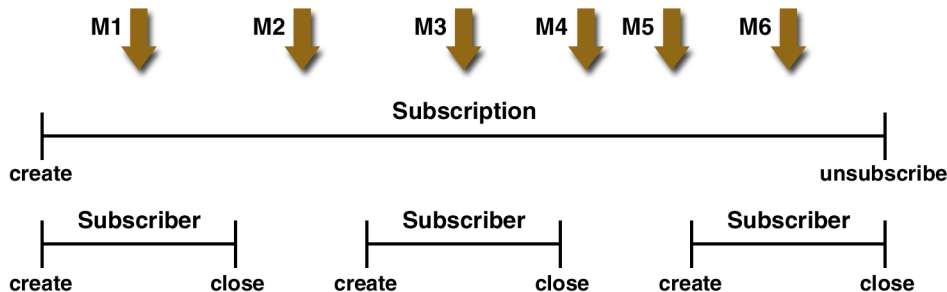 M1 M2 M3 M4 M5 M6
Subscription
create unsubscribe
Subscriber Subscriber Subscriber
create close create close create close